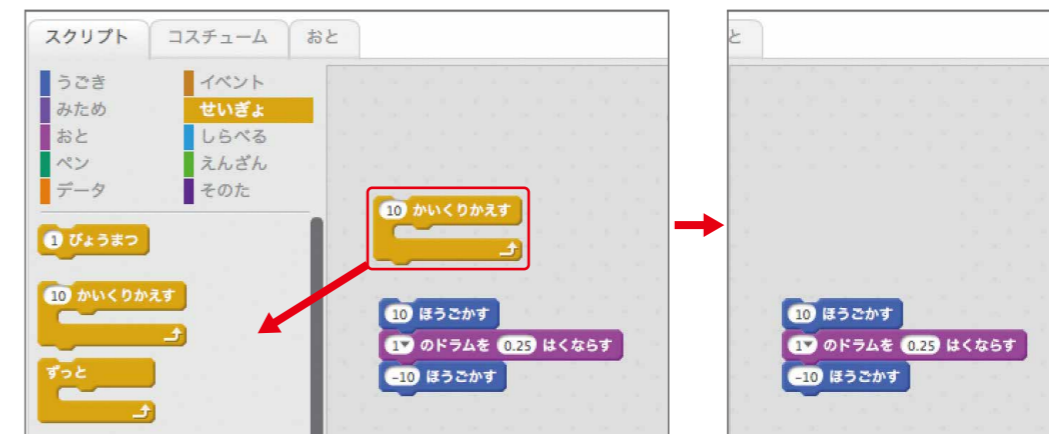 スクリプト
コスチューム
おと
うごき
イベント
みため
せいぎょ
おと
しらべる
ペン
えんざん
データ
そのた
1 びょうまつ
10 かいくりかえす
ずっと
10 かいくりかえす
10 ほうごかす
1 のドラムを 0.25 はくならす
-10 ほうごかす
と
10 ほうごかす
1 のドラムを 0.25 はくならす
-10 ほうごかす